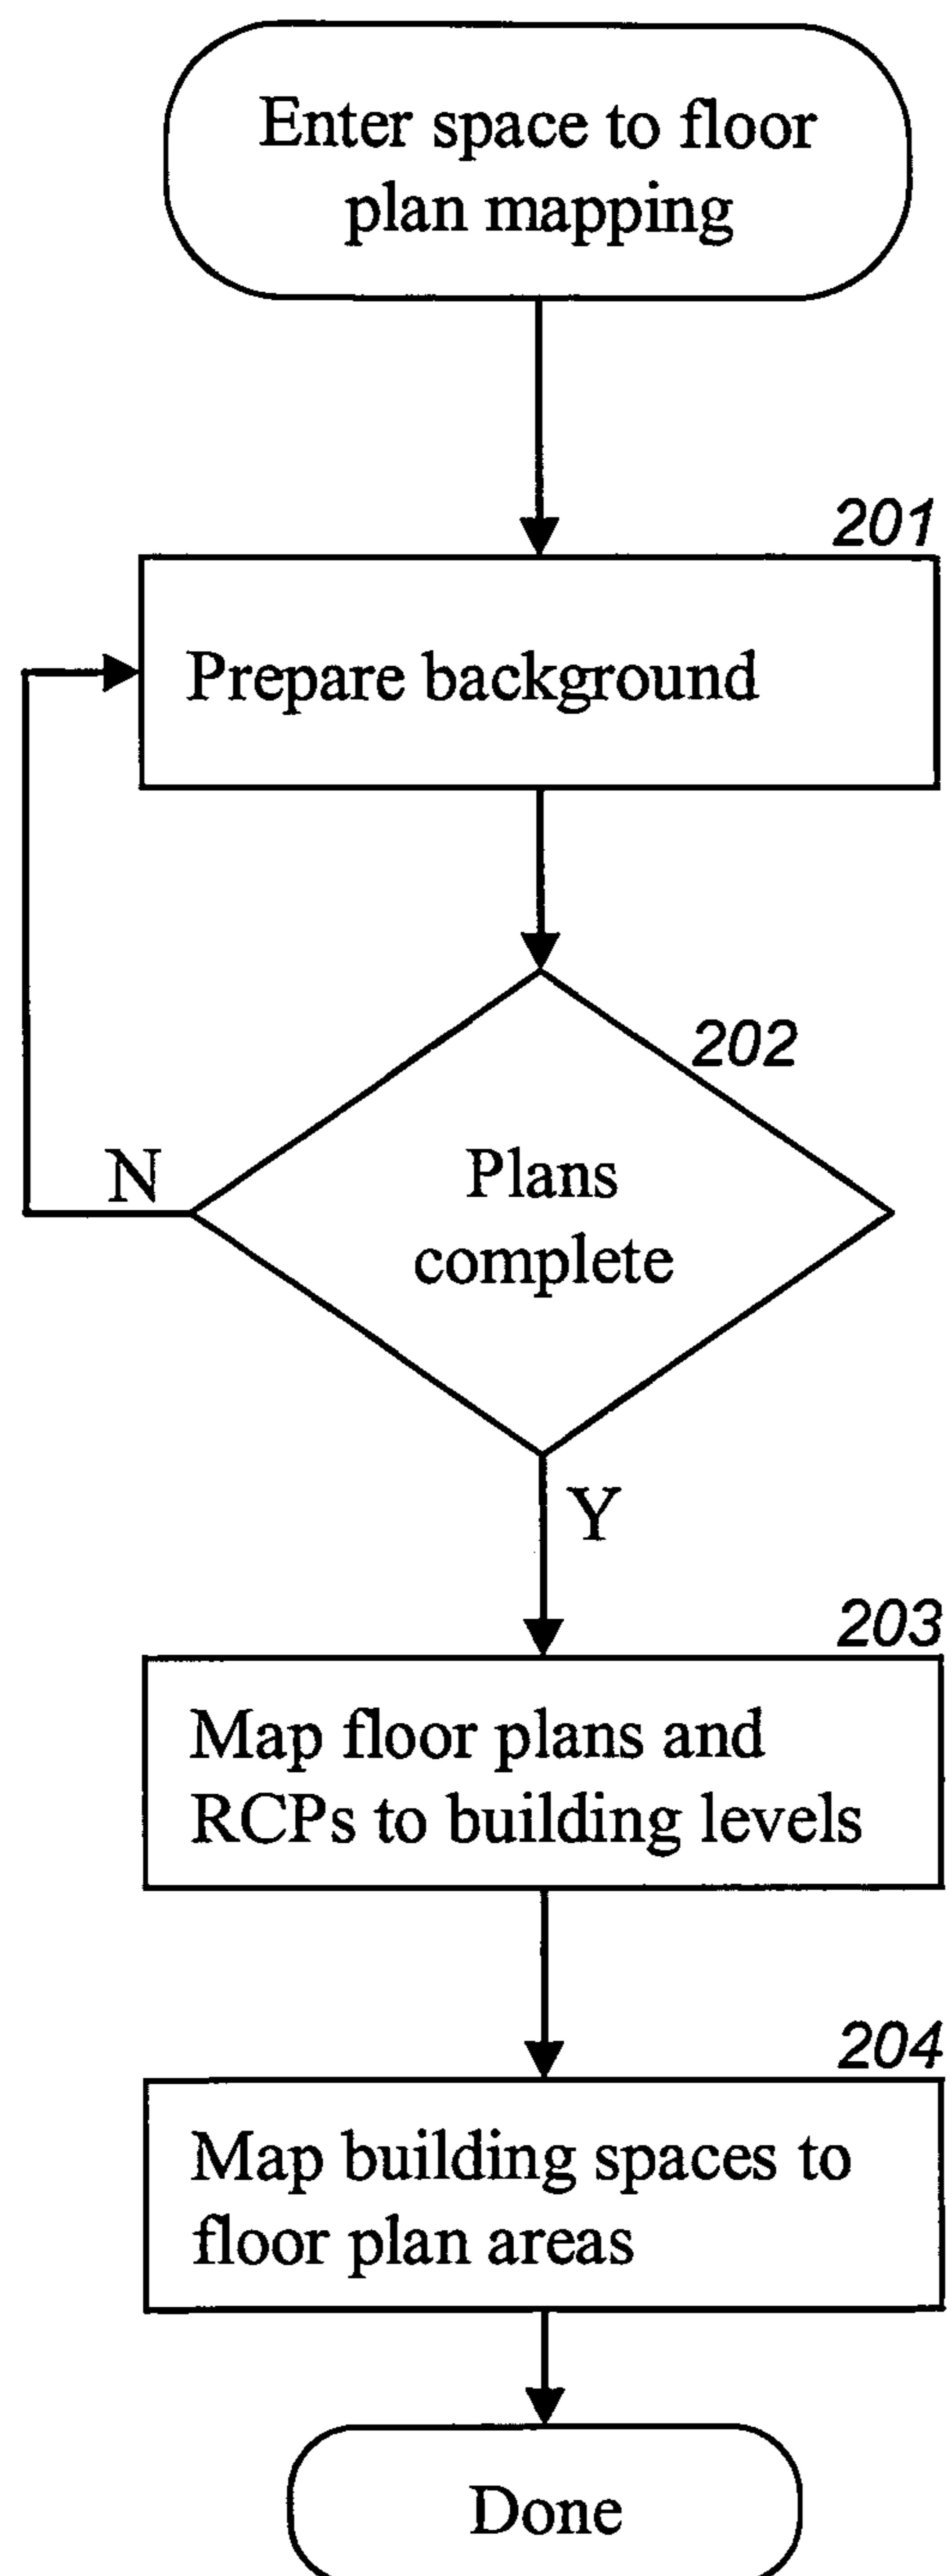 Enter space to floor
plan mapping
201
Prepare background
202
N
Plans
complete
Y
203
Map floor plans and
RCPs to building levels
204
Map building spaces to
floor plan areas
Done